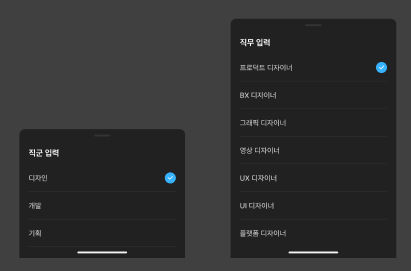 직군 입력
디자인
개발
기획
직무 입력
프로덕트 디자이너
BX 디자이너
그래픽 디자이너
영상 디자이너
UX 디자이너
UI 디자이너
플랫폼 디자이너